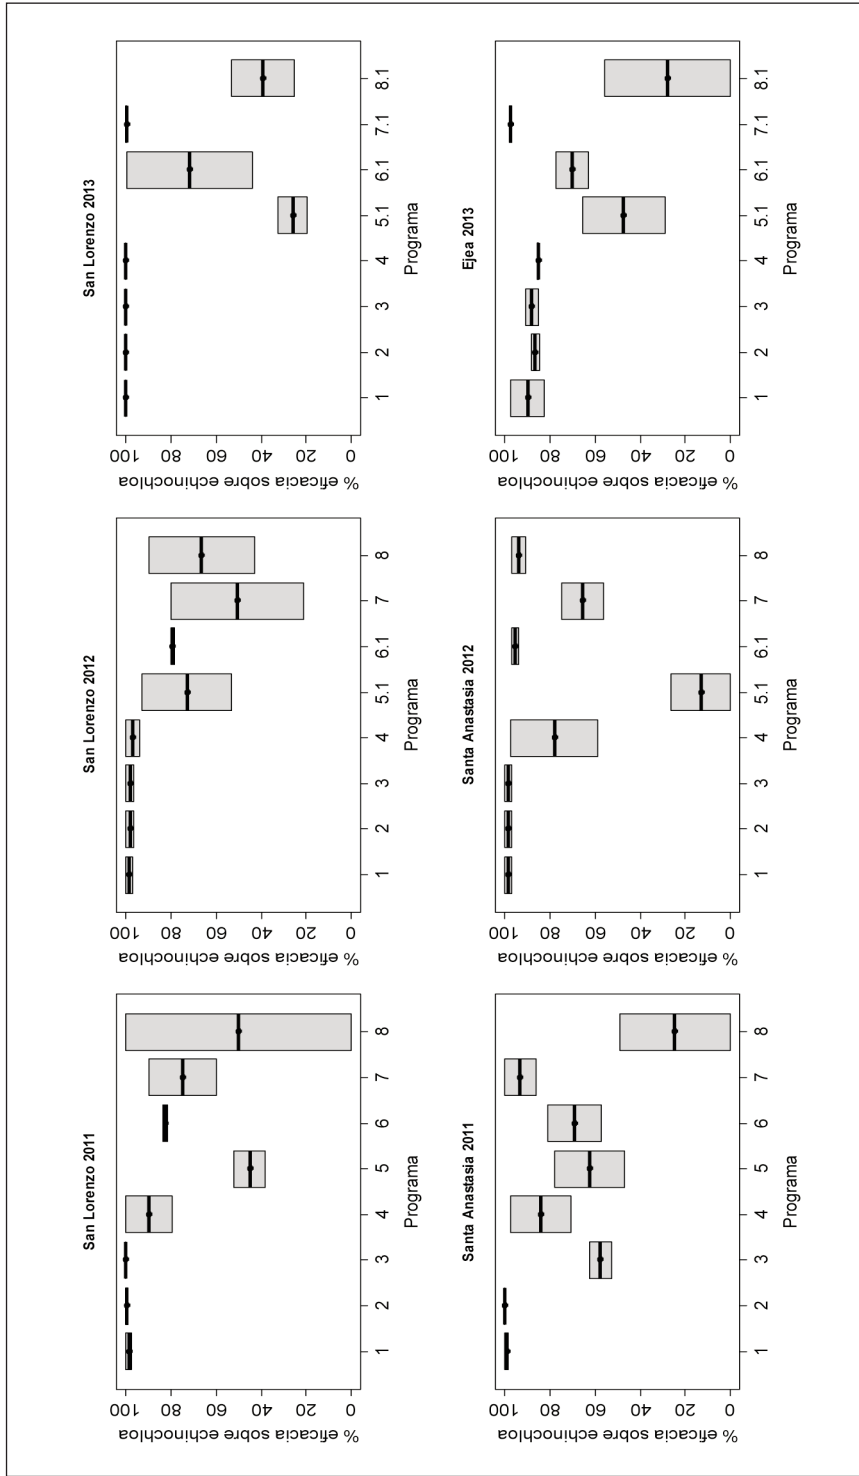 San Lorenzo 2011
% eficacia sobre echinochloa
100
80
60
40
20
0
1 2 3 4 5 6 7 8
Programa
San Lorenzo 2012
% eficacia sobre echinochloa
100
80
60
40
20
0
1 2 3 4 5.1 6.1 7 8
Programa
San Lorenzo 2013
% eficacia sobre echinochloa
100
80
60
40
20
0
1 2 3 4 5.1 6.1 7.1 8.1
Programa
Santa Anastasia 2011
% eficacia sobre echinochloa
100
80
60
40
20
0
1 2 3 4 5 6 7 8
Programa
Santa Anastasia 2012
% eficacia sobre echinochloa
100
80
60
40
20
0
1 2 3 4 5.1 6.1 7 8
Programa
Ejea 2013
% eficacia sobre echinochloa
100
80
60
40
20
0
1 2 3 4 5.1 6.1 7.1 8.1
Programa